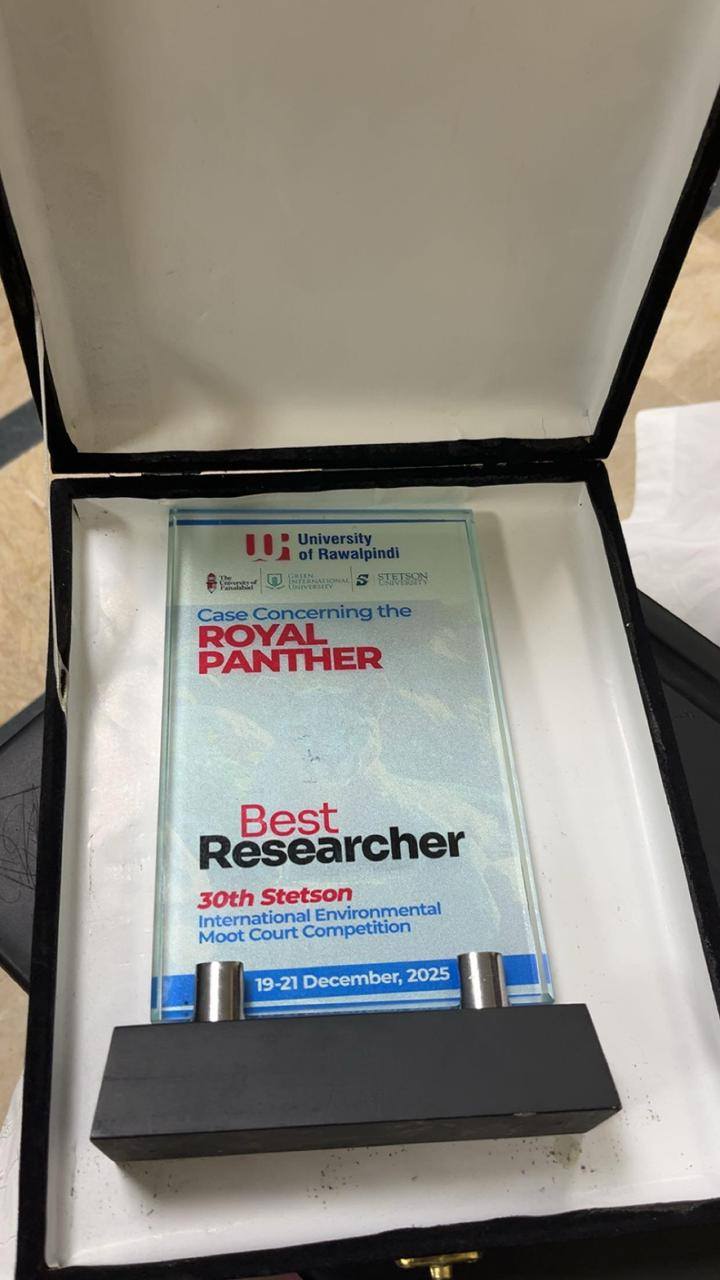 University
of Rawalpindi
The
University of
Faisalabad
GREEN
INTERNATIONAL
UNIVERSITY
STETSON
UNIVERSITY
Case Concerning the
ROYAL
PANTHER
Best
Researcher
30th Stetson
International Environmental
Moot Court Competition
19-21 December, 2025